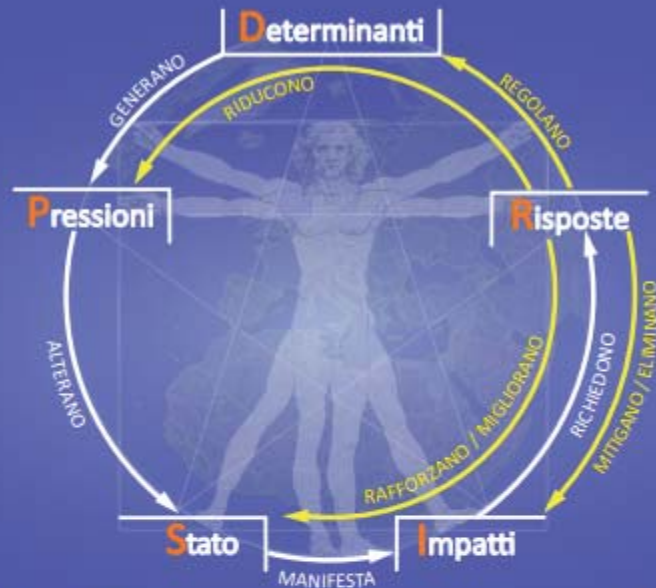 Determinanti
GENERANO
RIDUCONO
REGOLANO
Pressioni
Risposte
ALTERANO
RAFFORZANO / MIGLIORANO
RICHIEDONO
MITIGANO / ELIMINANO
Stato
Impatti
MANIFESTA